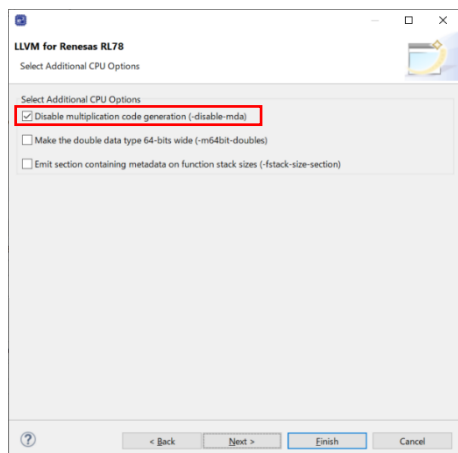 LLVM for Renesas RL78
Select Additional CPU Options
Select Additional CPU Options
Disable multiplication code generation (-disable-mda)
Make the double data type 64-bits wide (-m64bit-doubles)
Emit section containing metadata on function stack sizes (-fstack-size-section)
? < Back Next > Finish Cancel